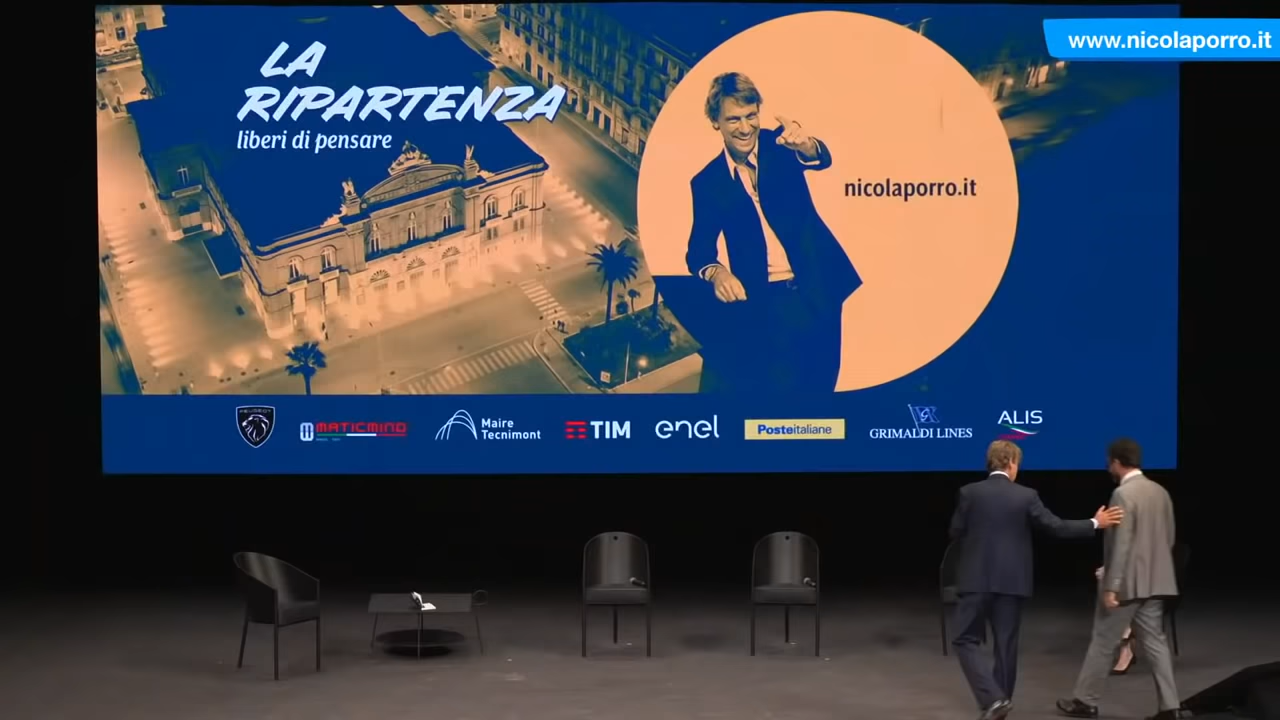 www.nicolaporro.it
LA
RIPARTENZA
liberi di pensare
nicolaporro.it
PEUGEOT
MATICMIND
Maire
Tecnimont
TIM
enel
Posteitaliane
GRIMALDI LINES
ALIS